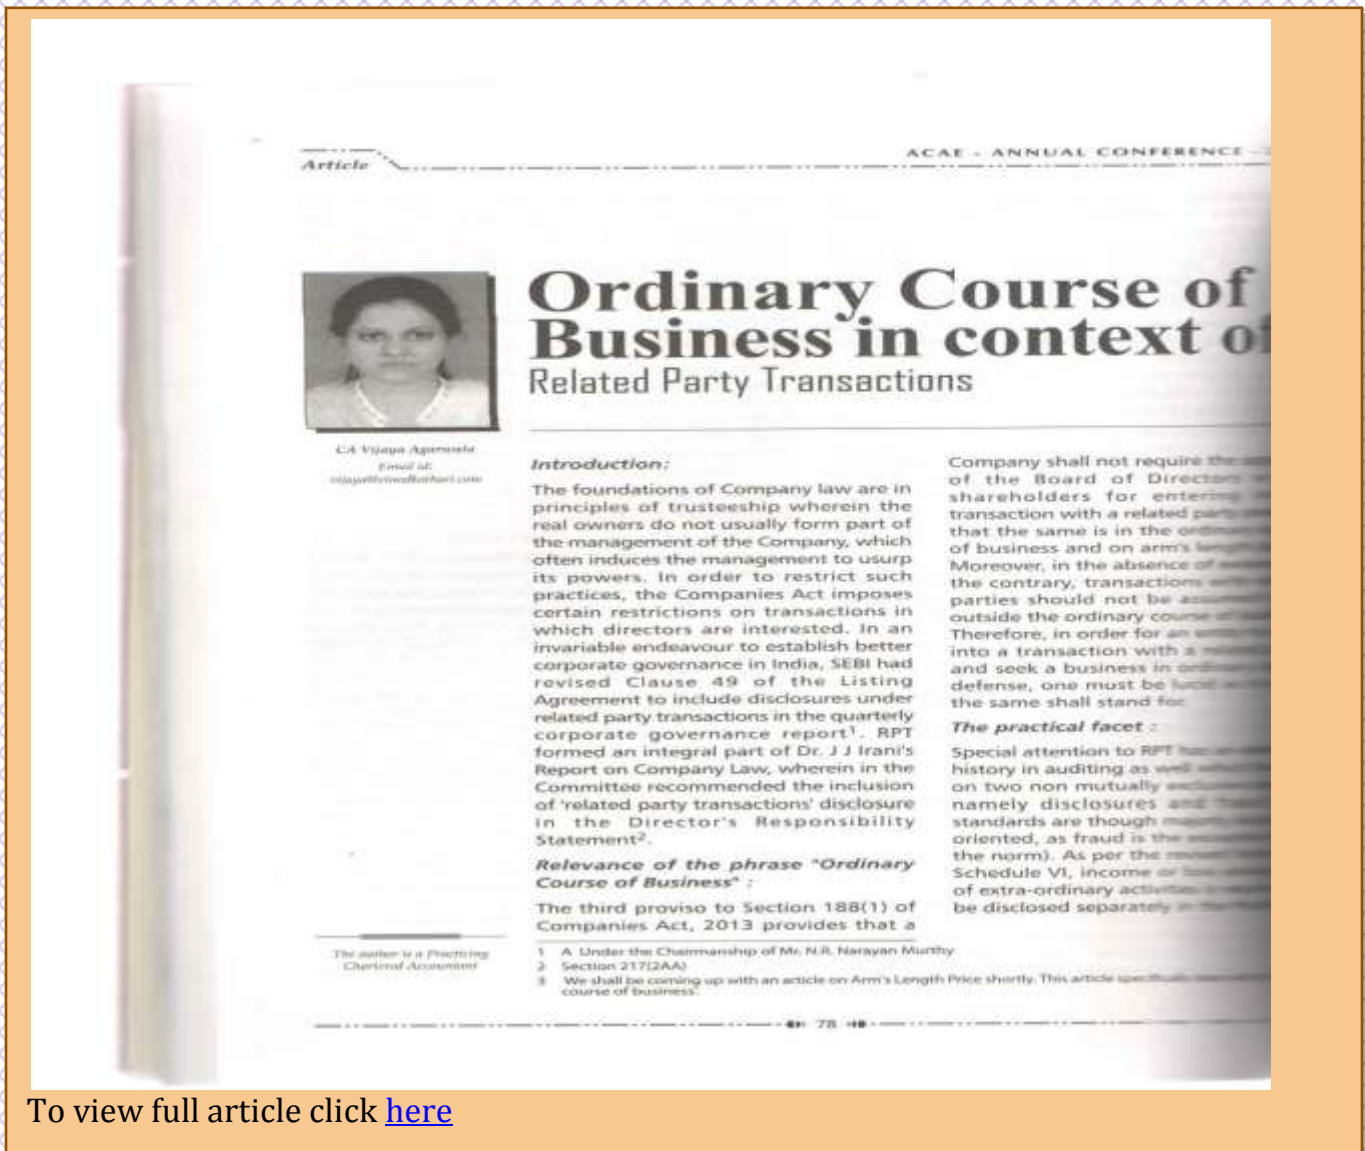 Article
ACAE - ANNUAL CONFERENCE -
Ordinary Course of
Business in context of
Related Party Transactions
CA Vijaya Agarwala
Email id:
Introduction:
The foundations of Company law are in
principles of trusteeship wherein the
real owners do not usually form part of
the management of the Company, which
often induces the management to usurp
its powers. In order to restrict such
practices, the Companies Act imposes
certain restrictions on transactions in
which directors are interested. In an
invariable endeavour to establish better
corporate governance in India, SEBI had
revised Clause 49 of the Listing
Agreement to include disclosures under
related party transactions in the quarterly
corporate governance report¹. RPT
formed an integral part of Dr. J J Irani's
Report on Company Law, wherein in the
Committee recommended the inclusion
of 'related party transactions' disclosure
in the Director's Responsibility
Statement².
Relevance of the phrase "Ordinary
Course of Business" :
The third proviso to Section 188(1) of
Companies Act, 2013 provides that a
Company shall not require the
of the Board of Directors
shareholders for entering
transaction with a related party
that the same is in the ordinary
of business and on arm's length
Moreover, in the absence of
the contrary, transactions
parties should not be
outside the ordinary course of
Therefore, in order for an
into a transaction with a
and seek a business in
defense, one must be
the same shall stand for.
The practical facet :
Special attention to RPT has
history in auditing as well
on two non mutually
namely disclosures and
standards are though
oriented, as fraud is the
the norm). As per the
Schedule VI, income or
of extra-ordinary activities
be disclosed separately
The author is a Practicing
Chartered Accountant
1 A Under the Chairmanship of Mr. N.R. Narayan Murthy
2 Section 217(2AA)
3 We shall be coming up with an article on Arm's Length Price shortly. This article specifically
course of business'.
78
To view full article click here